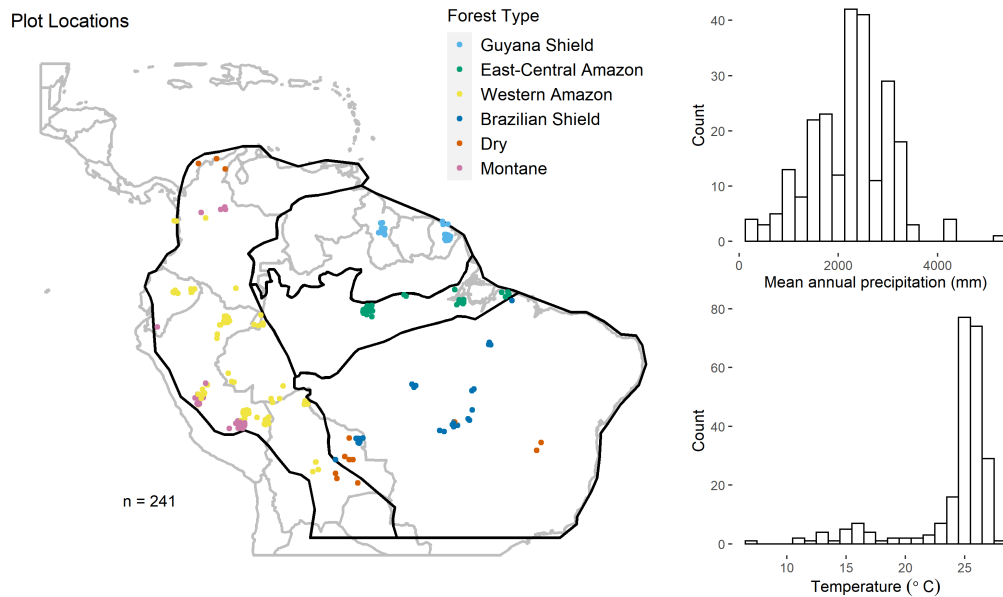 Plot Locations
Forest Type
Guyana Shield
East-Central Amazon
Western Amazon
Brazilian Shield
Dry
Montane
n = 241
40
30
20
10
0
Count
0
2000
4000
Mean annual precipitation (mm)
80
60
40
20
0
Count
10
15
20
25
Temperature (° C)